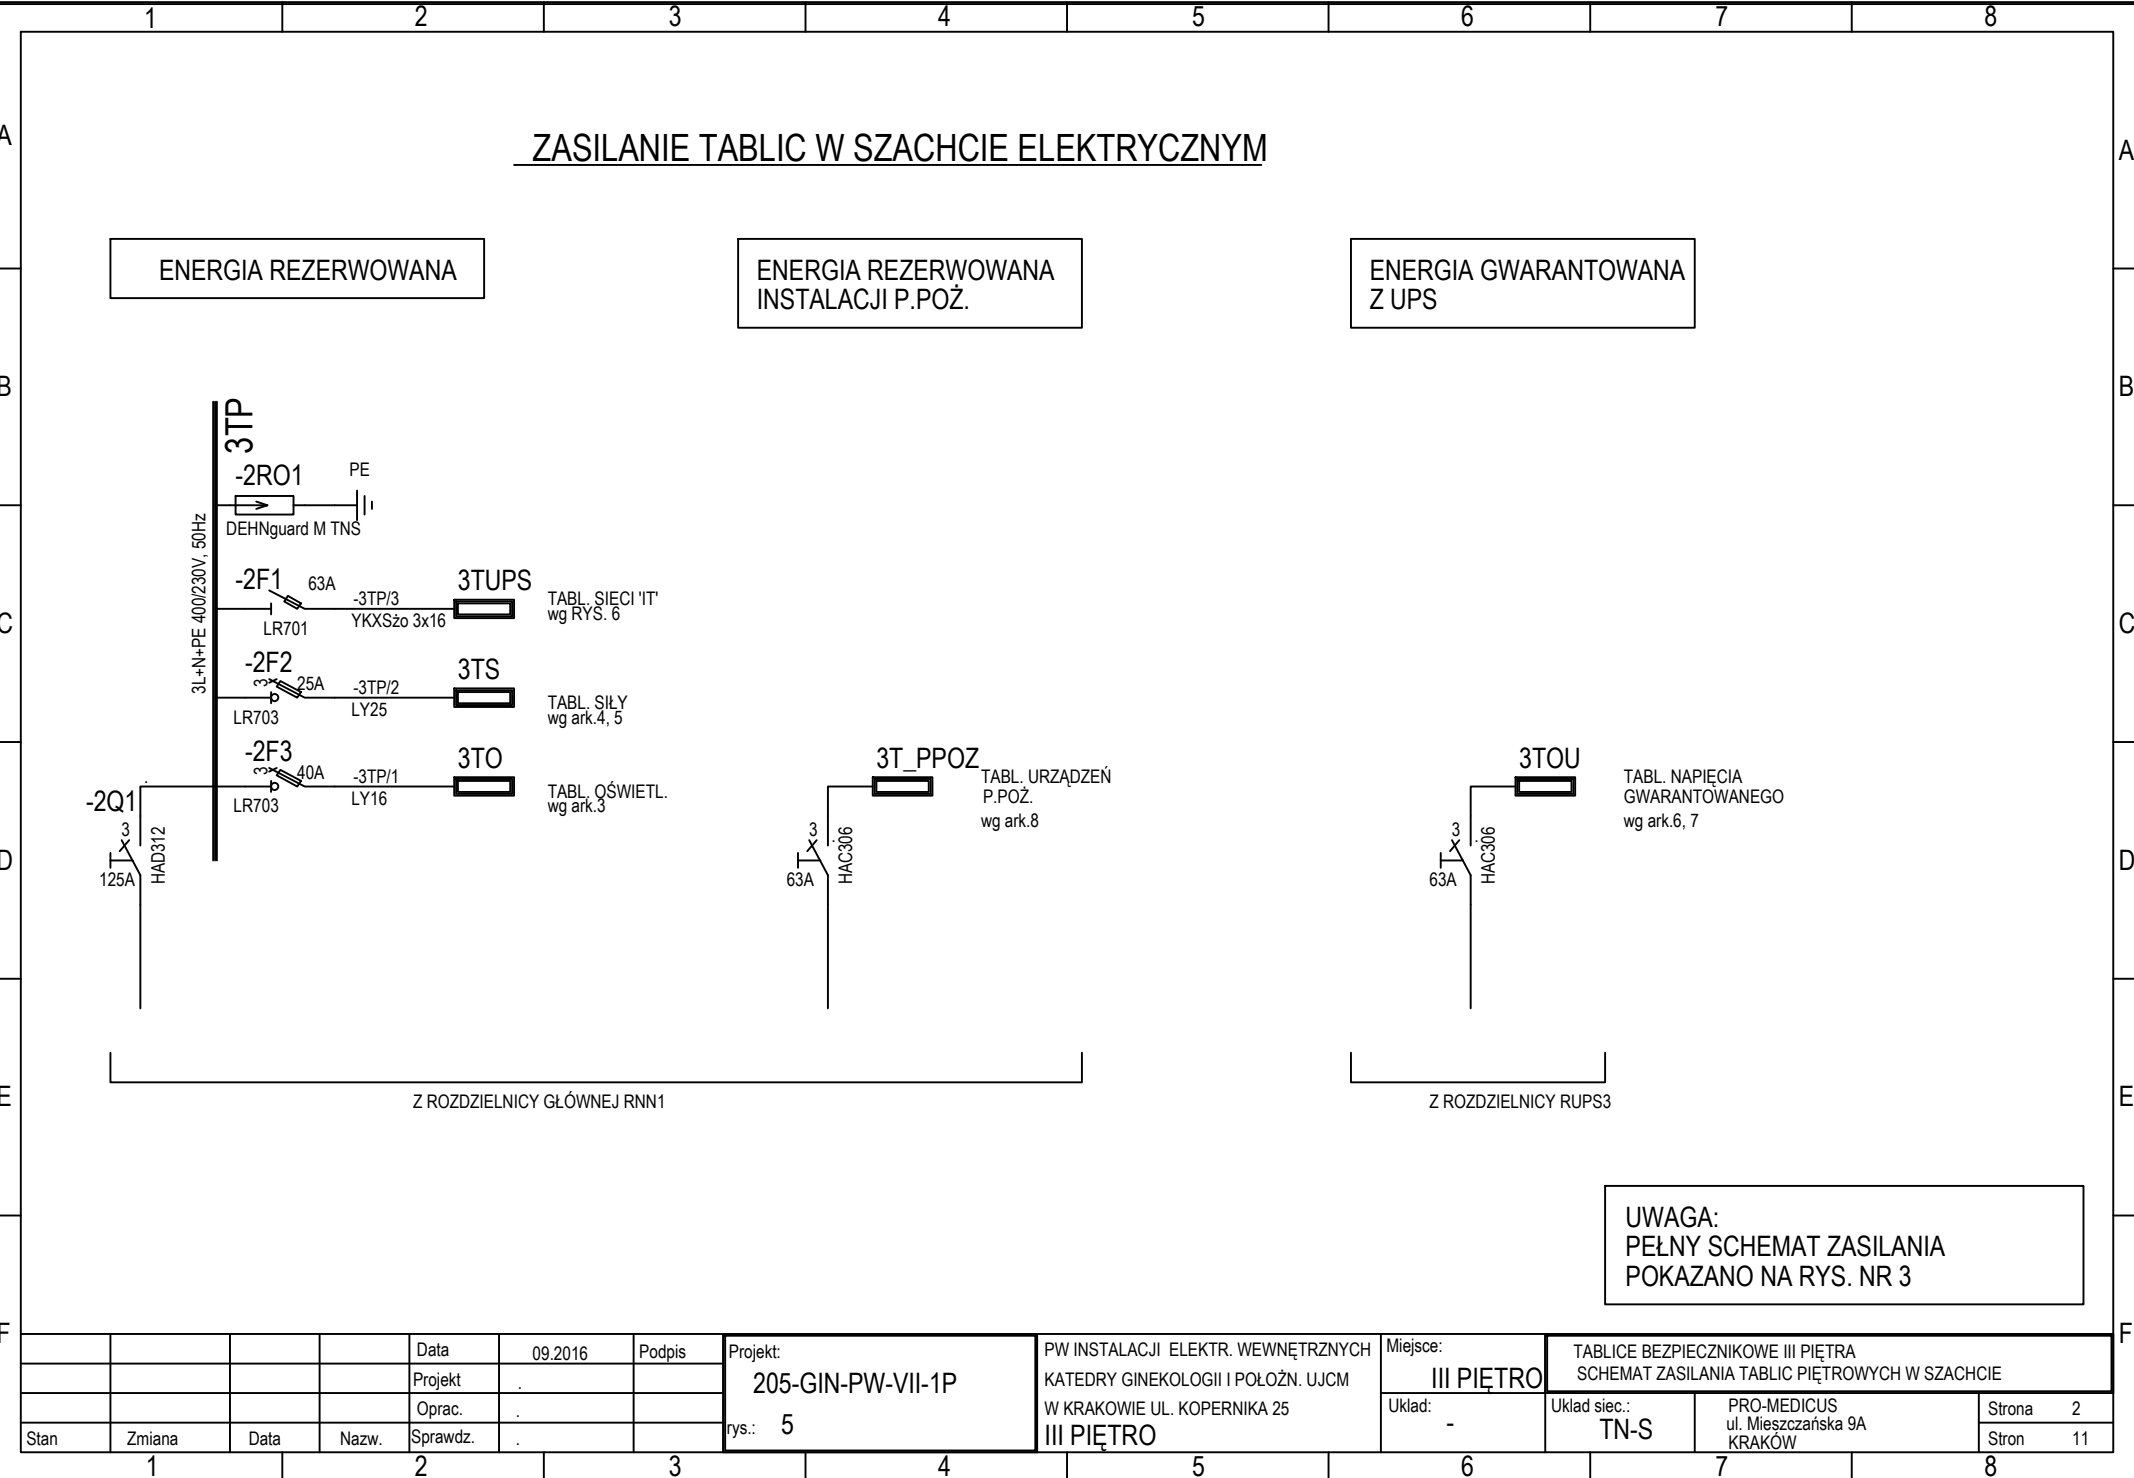 1 2 3 4 5 6 7 8
A A
ZASILANIE TABLIC W SZACHCIE ELEKTRYCZNYM
ENERGIA REZERWOWANA
ENERGIA REZERWOWANA
INSTALACJI P.POŻ.
ENERGIA GWARANTOWANA
Z UPS
B B
3TP
-2RO1
PE
DEHNguard M TNS
3L+N+PE 400/230V, 50Hz
-2F1
63A
LR701
-3TP/3
YKXSżo 3x16
3TUPS
TABL. SIECI 'IT'
wg RYS. 6
C C
-2F2
3
25A
LR703
-3TP/2
LY25
3TS
TABL. SIŁY
wg ark.4, 5
-2F3
3
40A
LR703
-3TP/1
LY16
3TO
TABL. OŚWIETL.
wg ark.3
-2Q1
3
125A
HAD312
3T_PPOZ
TABL. URZĄDZEŃ
P.POŻ.
wg ark.8
3
63A
HAC306
3TOU
TABL. NAPIĘCIA
GWARANTOWANEGO
wg ark.6, 7
3
63A
HAC306
D D
Z ROZDZIELNICY GŁÓWNEJ RNN1
Z ROZDZIELNICY RUPS3
E E
UWAGA:
PEŁNY SCHEMAT ZASILANIA
POKAZANO NA RYS. NR 3
F F
Data 09.2016 Podpis
Projekt .
Oprac. .
Stan Zmiana Data Nazw. Sprawdz. .
Projekt:
205-GIN-PW-VII-1P
rys.: 5
PW INSTALACJI ELEKTR. WEWNĘTRZNYCH
KATEDRY GINEKOLOGII I POŁOŻN. UJCM
W KRAKOWIE UL. KOPERNIKA 25
III PIĘTRO
Miejsce:
III PIĘTRO
Uklad:
-
TABLICE BEZPIECZNIKOWE III PIĘTRA
SCHEMAT ZASILANIA TABLIC PIĘTROWYCH W SZACHCIE
Uklad siec.:
TN-S
PRO-MEDICUS
ul. Mieszczańska 9A
KRAKÓW
Strona 2
Stron 11
1 2 3 4 5 6 7 8